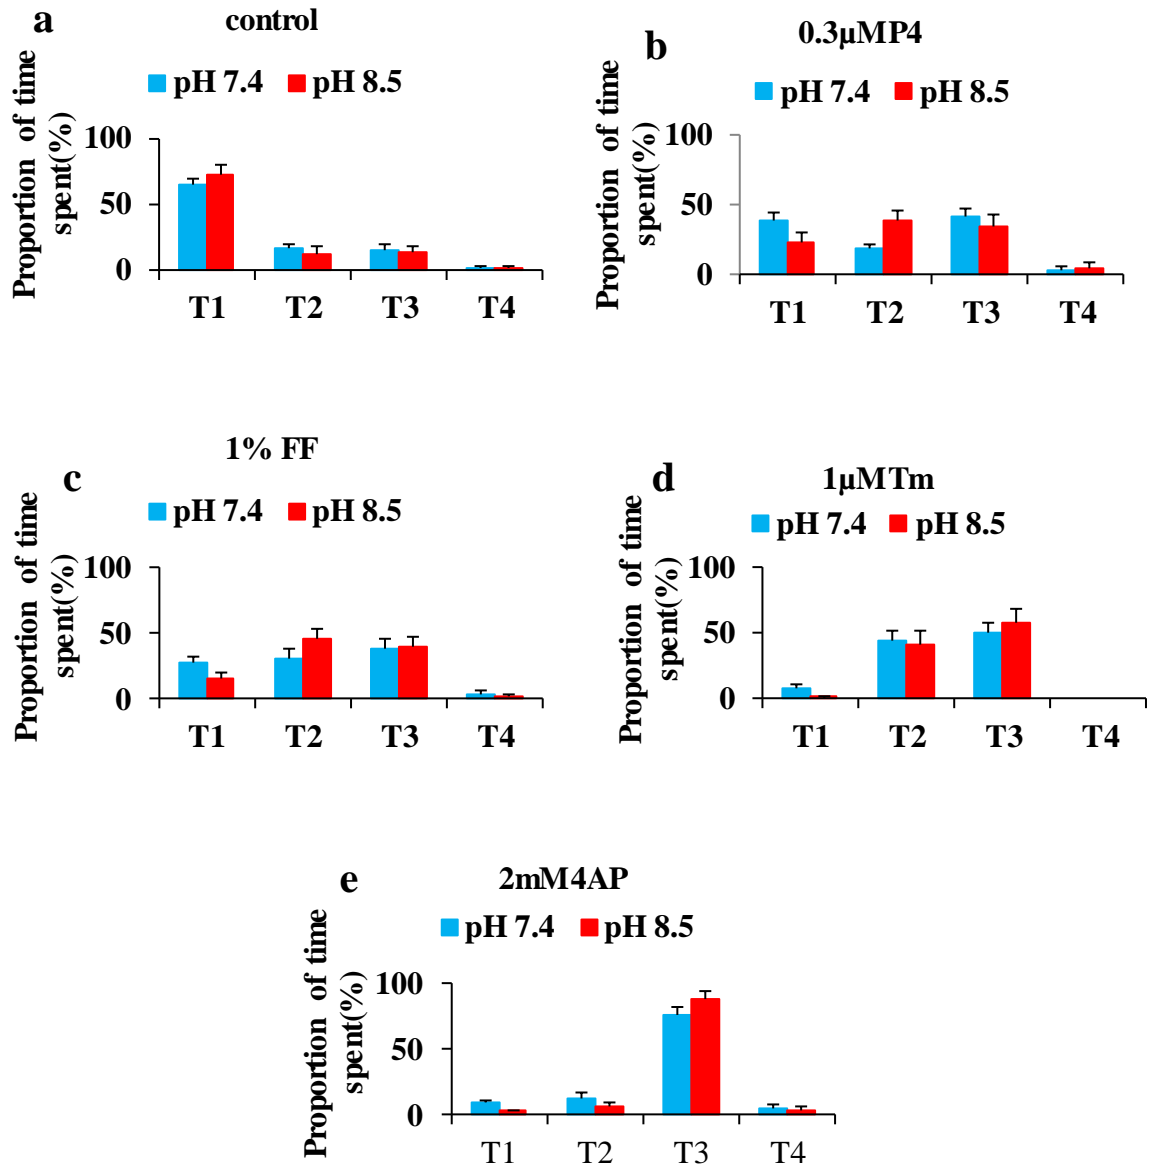 a
control
pH 7.4 pH 8.5
Proportion of time
spent(%)
100
50
0
T1 T2 T3 T4
b
0.3µMP4
pH 7.4 pH 8.5
Proportion of time
spent(%)
100
50
0
T1 T2 T3 T4
c
1% FF
pH 7.4 pH 8.5
Proportion of time
spent(%)
100
50
0
T1 T2 T3 T4
d
1µMTm
pH 7.4 pH 8.5
Proportion of time
spent(%)
100
50
0
T1 T2 T3 T4
e
2mM4AP
pH 7.4 pH 8.5
Proportion of time
spent(%)
100
50
0
T1 T2 T3 T4